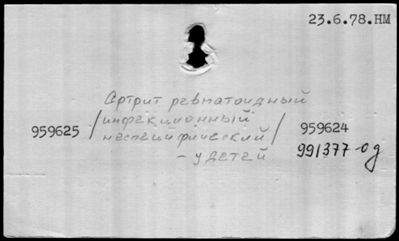 23.6.78.НМ
Артрит ревматоидный
/инфекционный
959625 неспецифический/ 959624
- у детей 991377-од